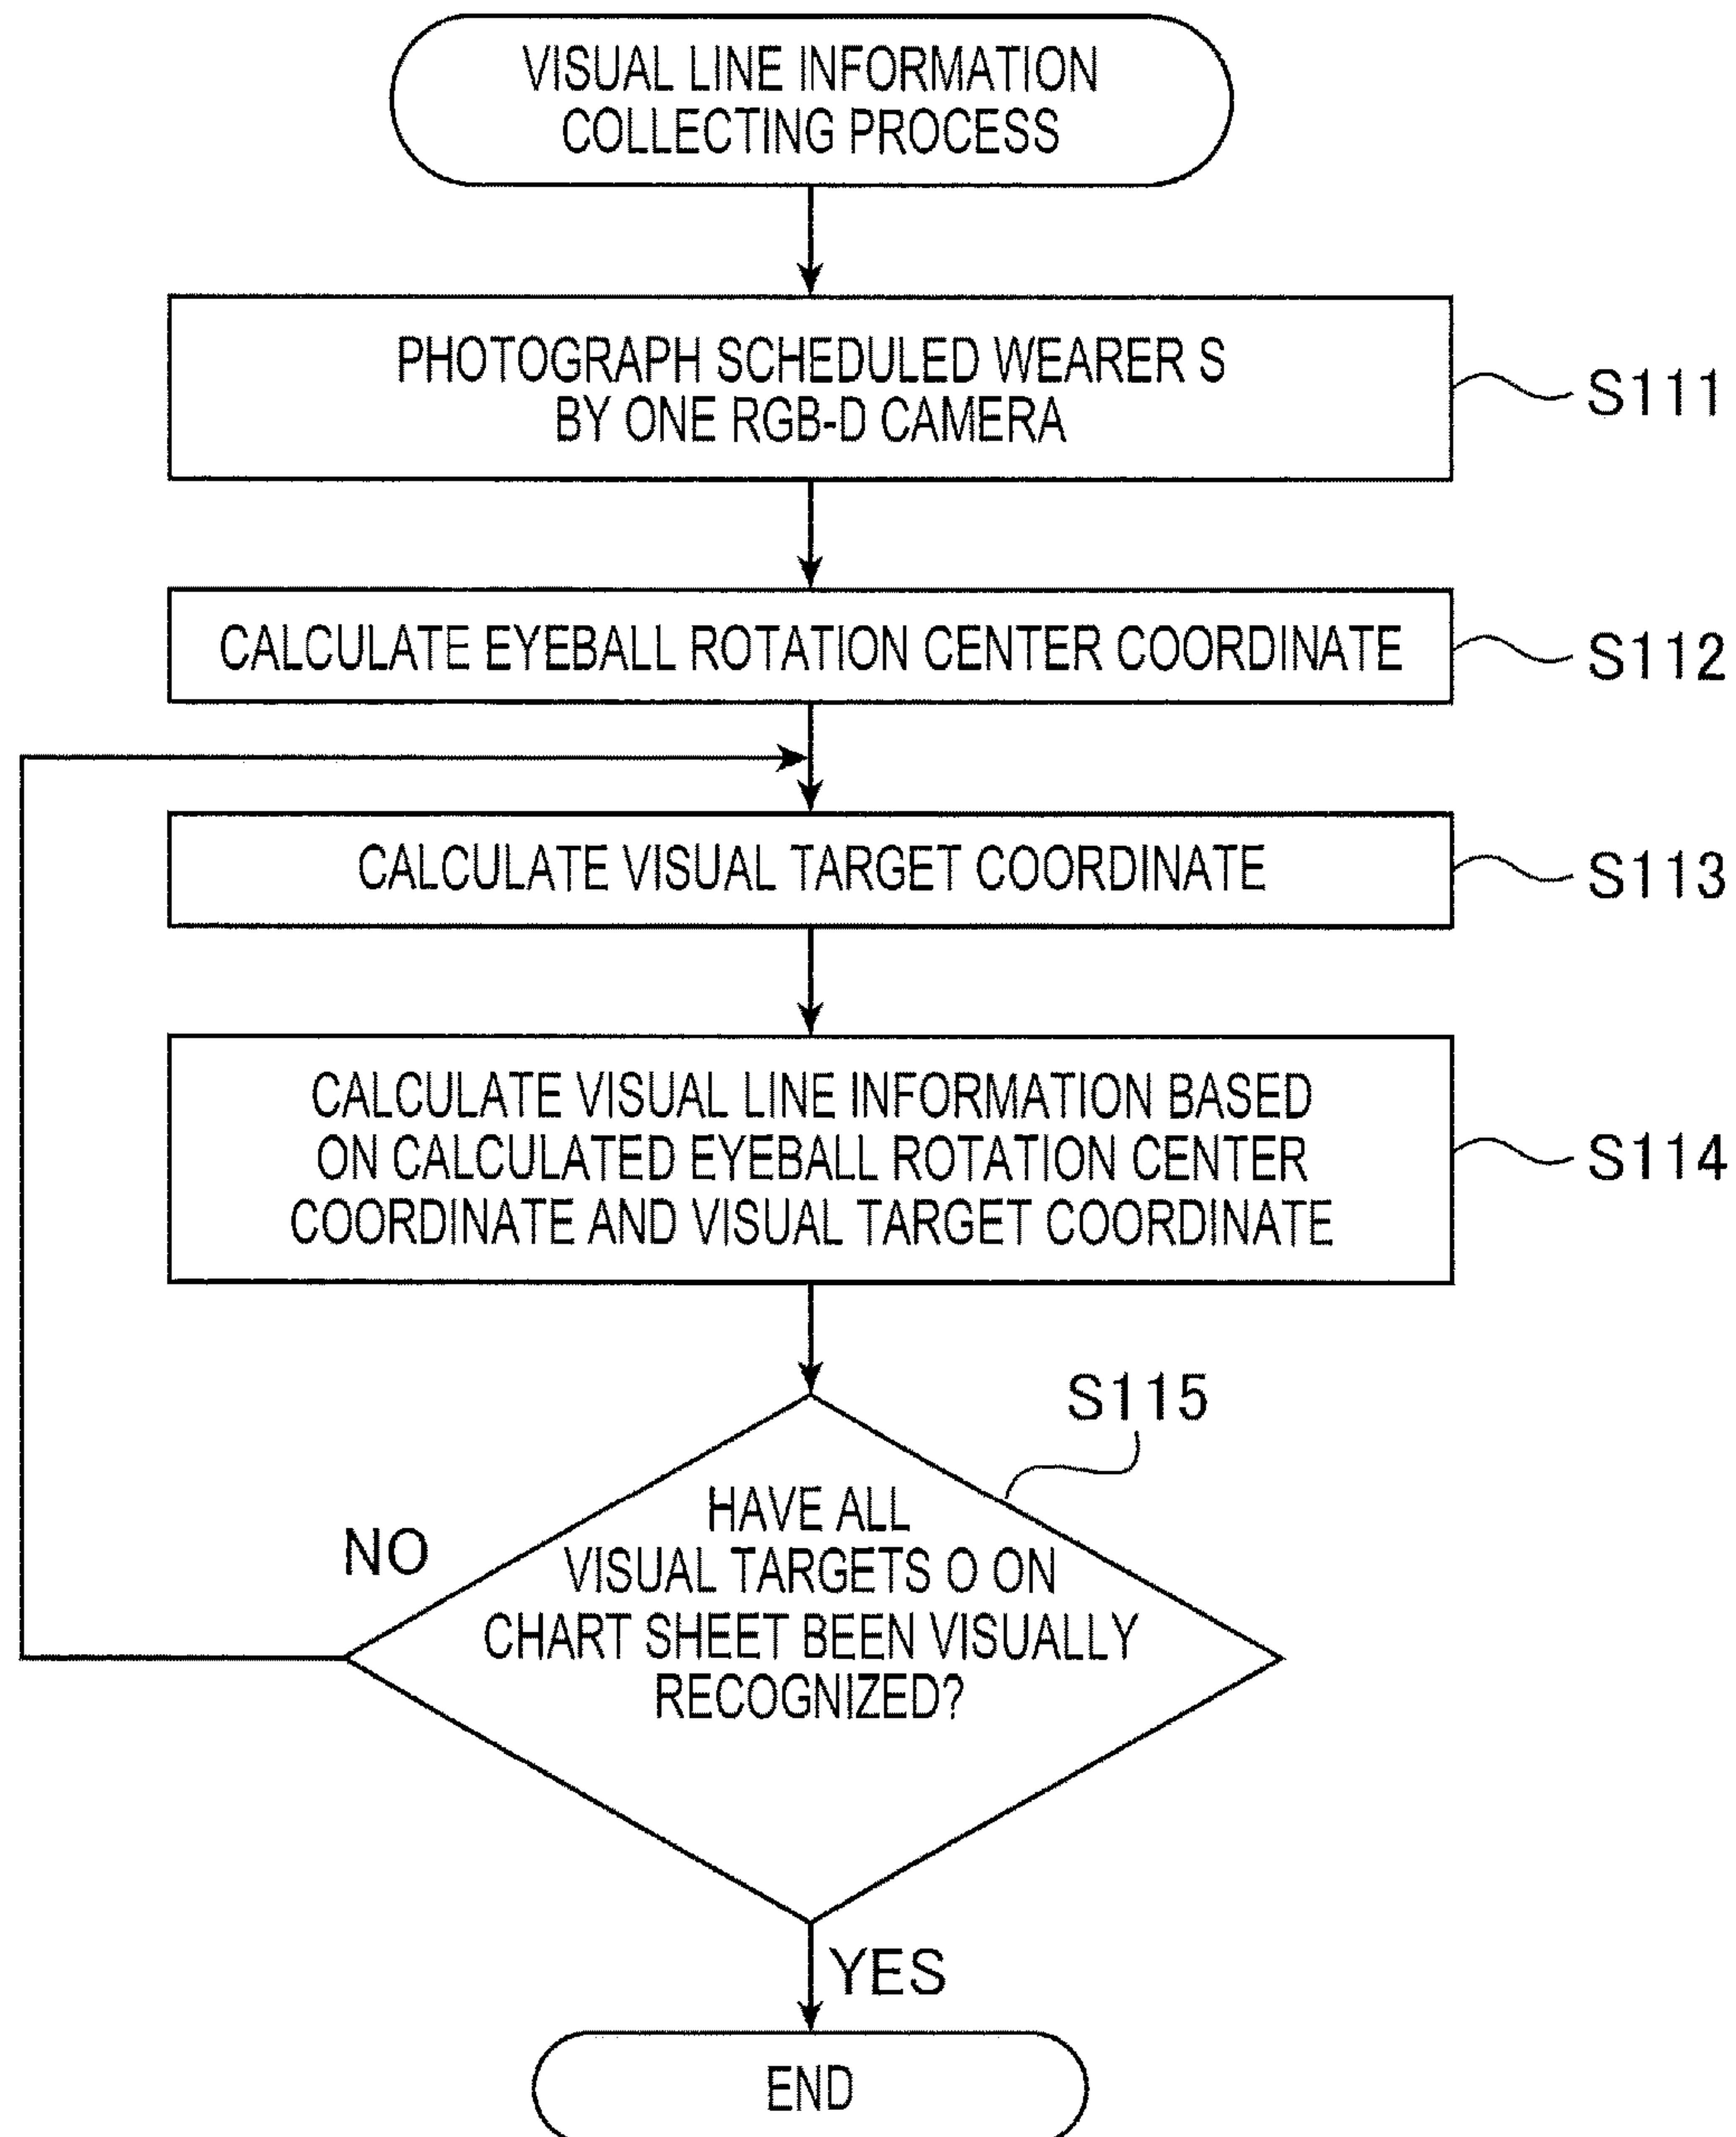 VISUAL LINE INFORMATION
COLLECTING PROCESS
PHOTOGRAPH SCHEDULED WEARER S
BY ONE RGB-D CAMERA
S111
CALCULATE EYEBALL ROTATION CENTER COORDINATE
S112
CALCULATE VISUAL TARGET COORDINATE
S113
CALCULATE VISUAL LINE INFORMATION BASED
ON CALCULATED EYEBALL ROTATION CENTER
COORDINATE AND VISUAL TARGET COORDINATE
S114
S115
HAVE ALL
VISUAL TARGETS O ON
CHART SHEET BEEN VISUALLY
RECOGNIZED?
NO
YES
END